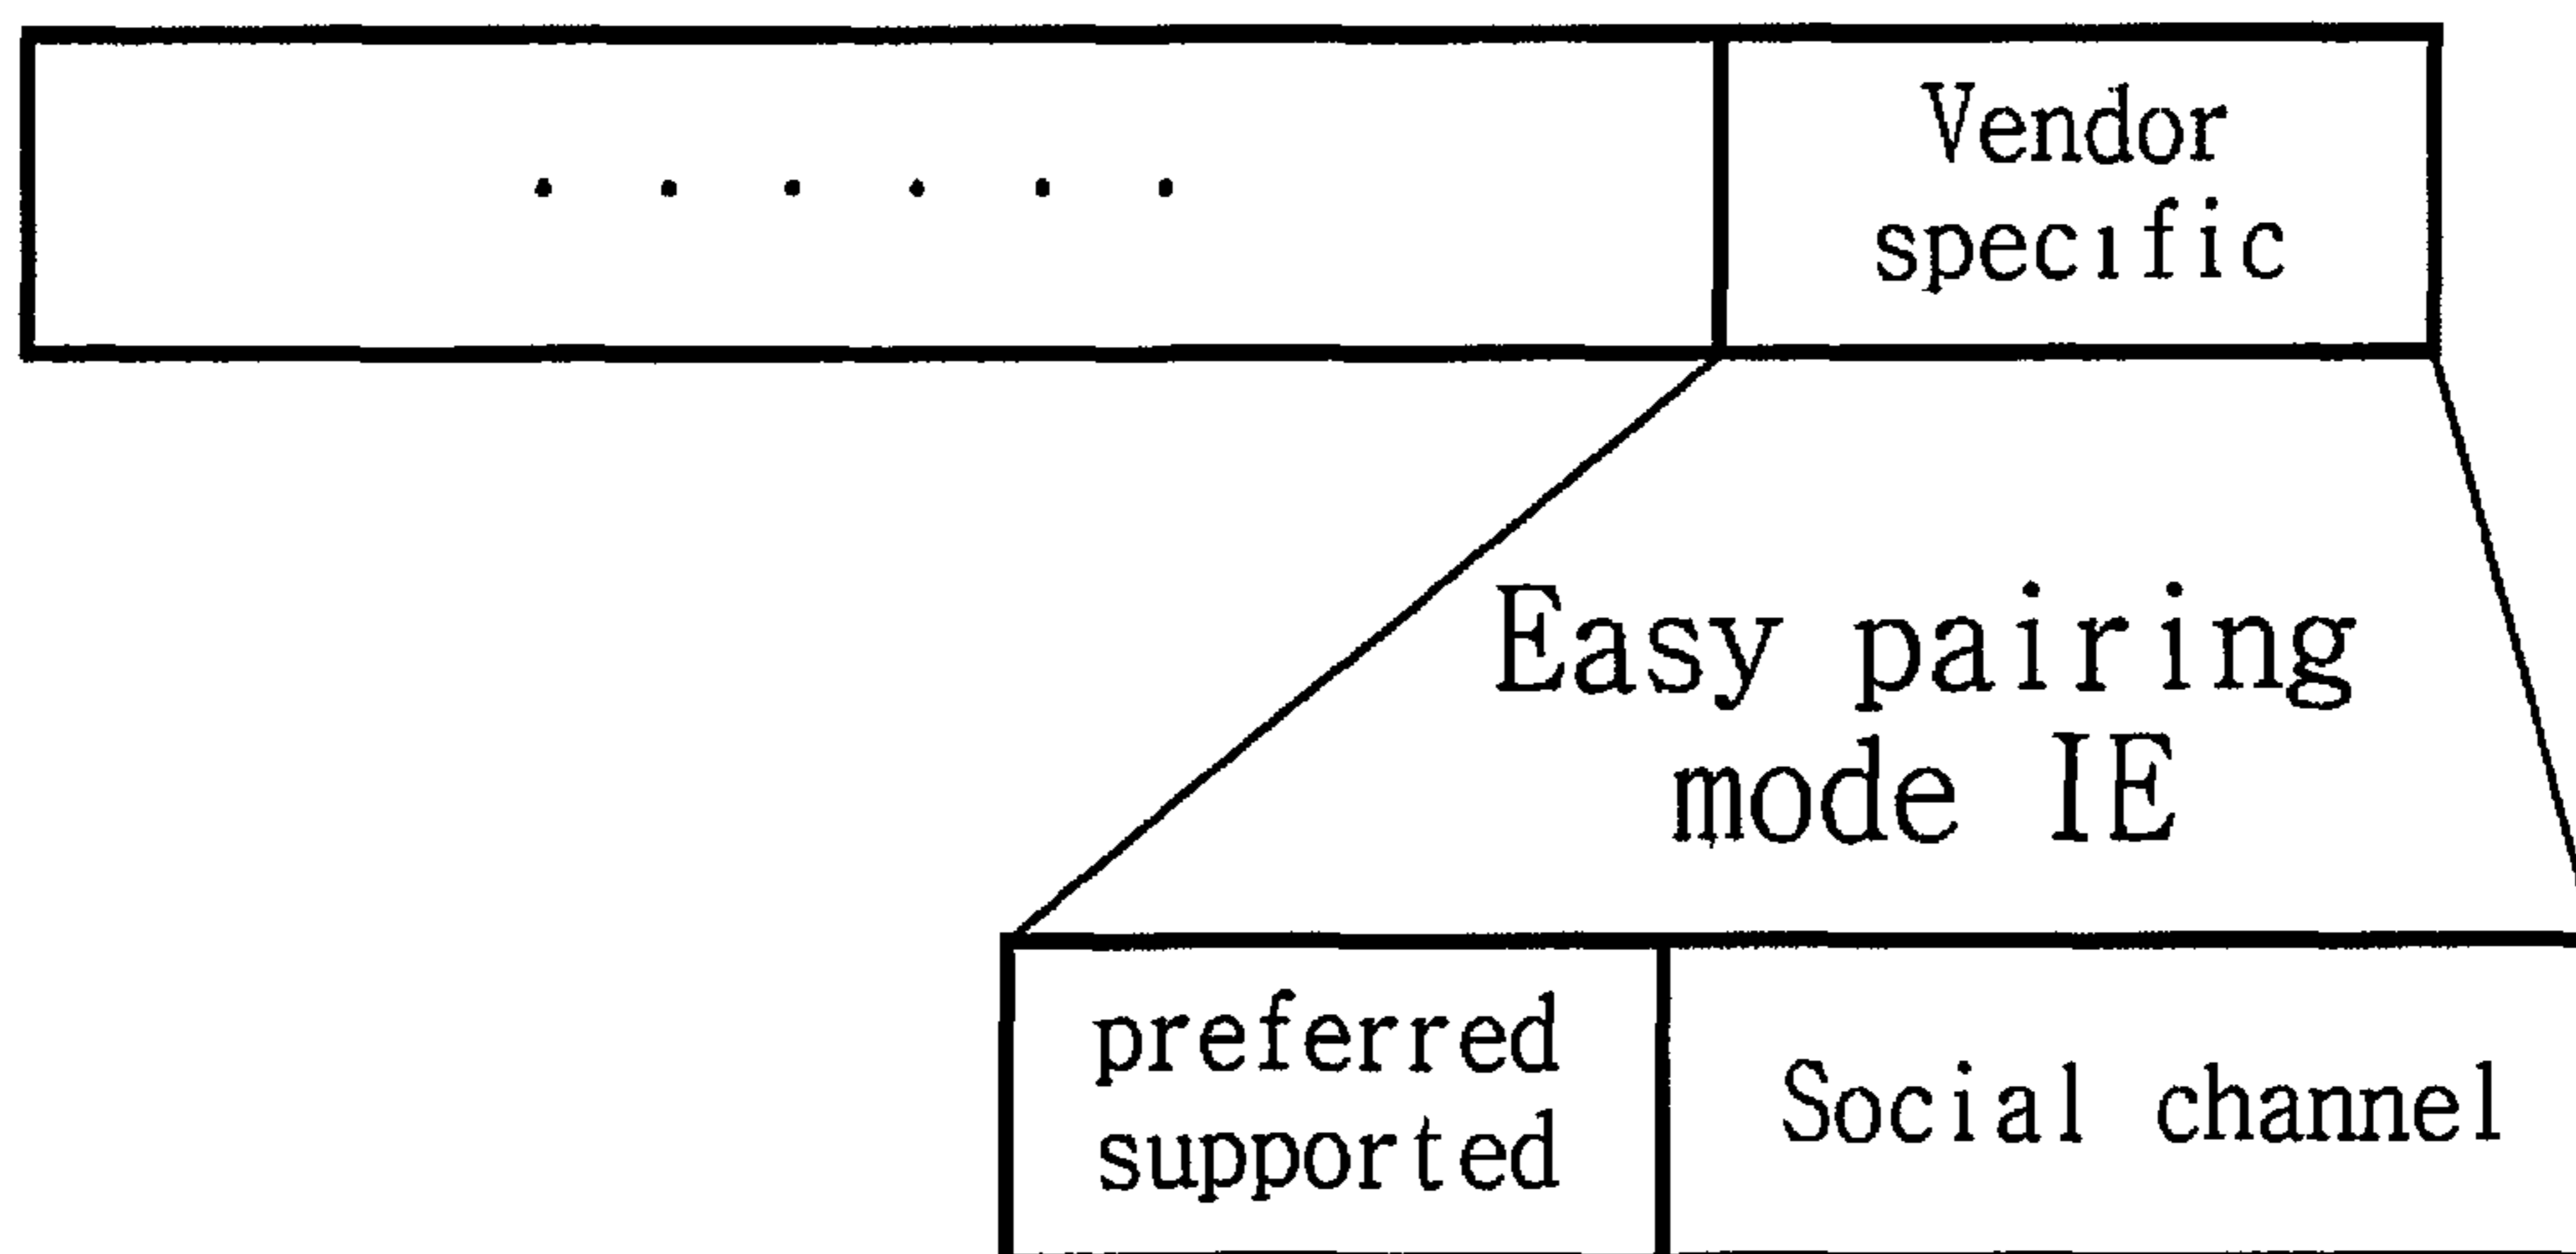 . . . . . .
Vendor
specific
Easy pairing
mode IE
preferred
supported
Social channel